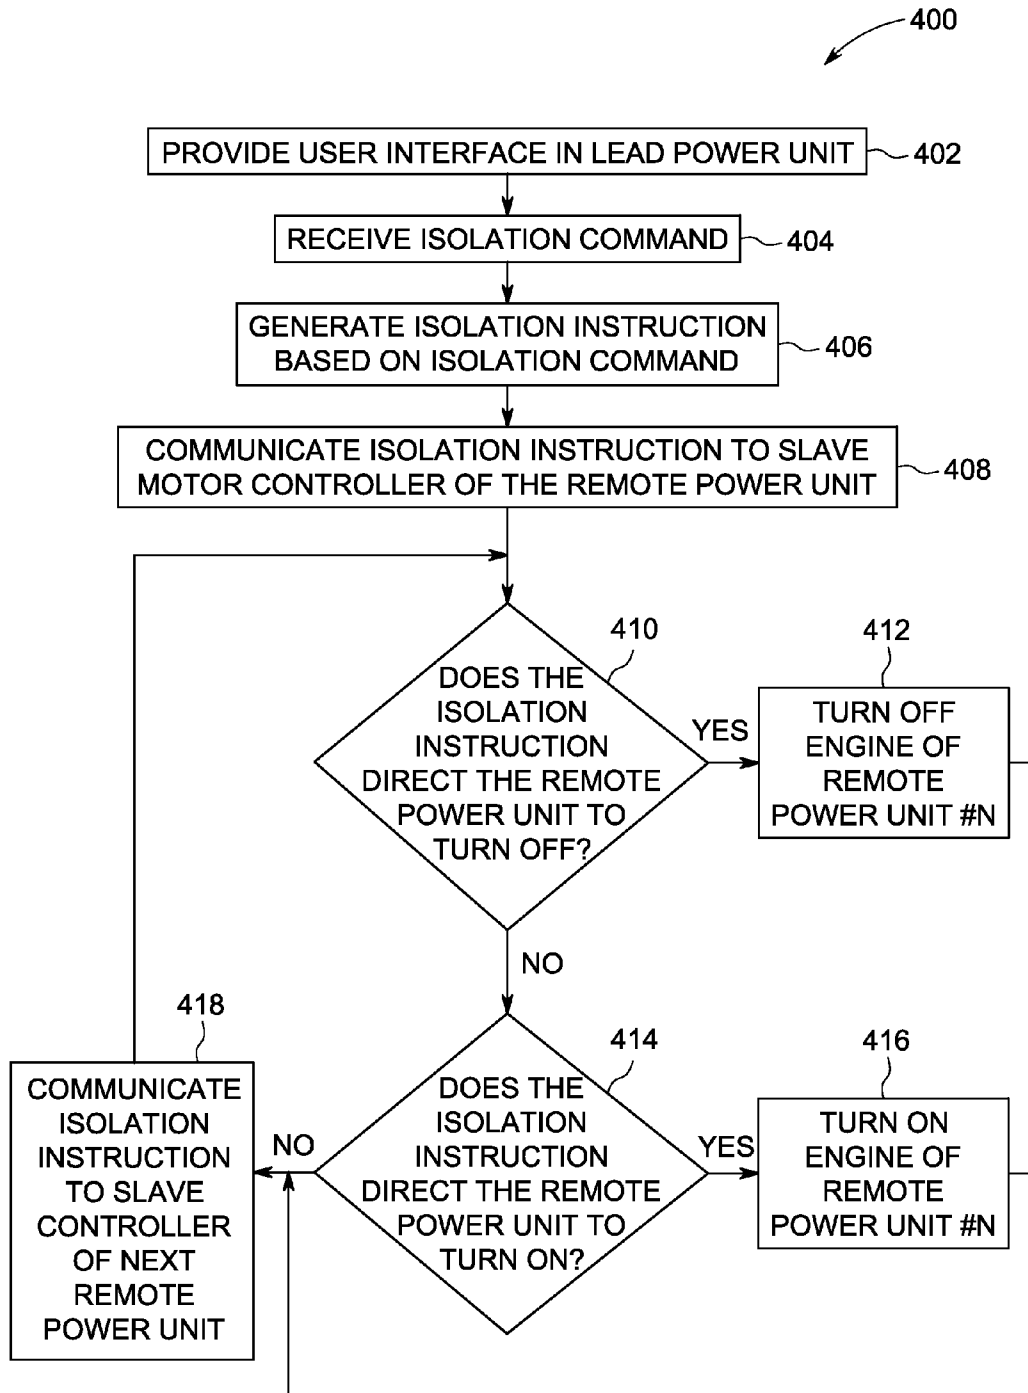 400
PROVIDE USER INTERFACE IN LEAD POWER UNIT
402
RECEIVE ISOLATION COMMAND
404
GENERATE ISOLATION INSTRUCTION
BASED ON ISOLATION COMMAND
406
COMMUNICATE ISOLATION INSTRUCTION TO SLAVE
MOTOR CONTROLLER OF THE REMOTE POWER UNIT
408
410
DOES THE
ISOLATION
INSTRUCTION
DIRECT THE REMOTE
POWER UNIT TO
TURN OFF?
YES
412
TURN OFF
ENGINE OF
REMOTE
POWER UNIT #N
NO
414
DOES THE
ISOLATION
INSTRUCTION
DIRECT THE REMOTE
POWER UNIT TO
TURN ON?
YES
416
TURN ON
ENGINE OF
REMOTE
POWER UNIT #N
NO
418
COMMUNICATE
ISOLATION
INSTRUCTION
TO SLAVE
CONTROLLER
OF NEXT
REMOTE
POWER UNIT